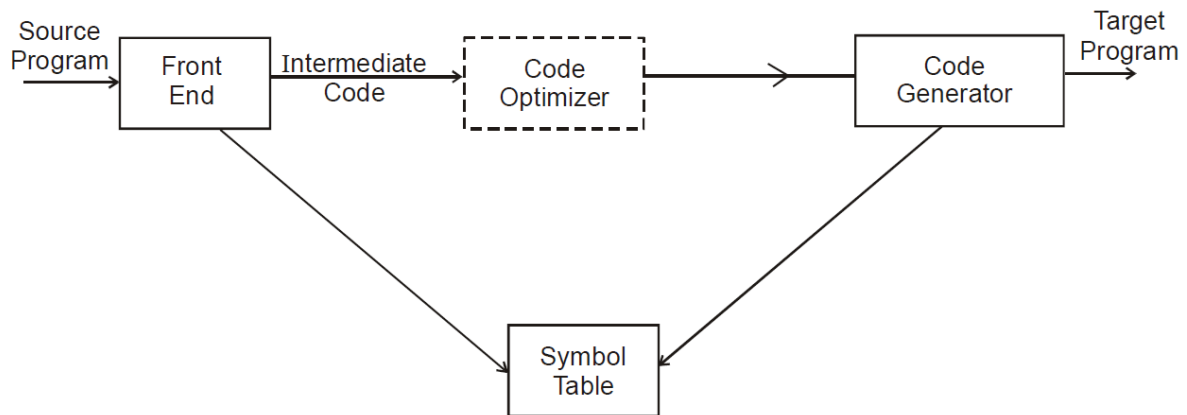 Source
Program
Front
End
Intermediate
Code
Code
Optimizer
Code
Generator
Target
Program
Symbol
Table